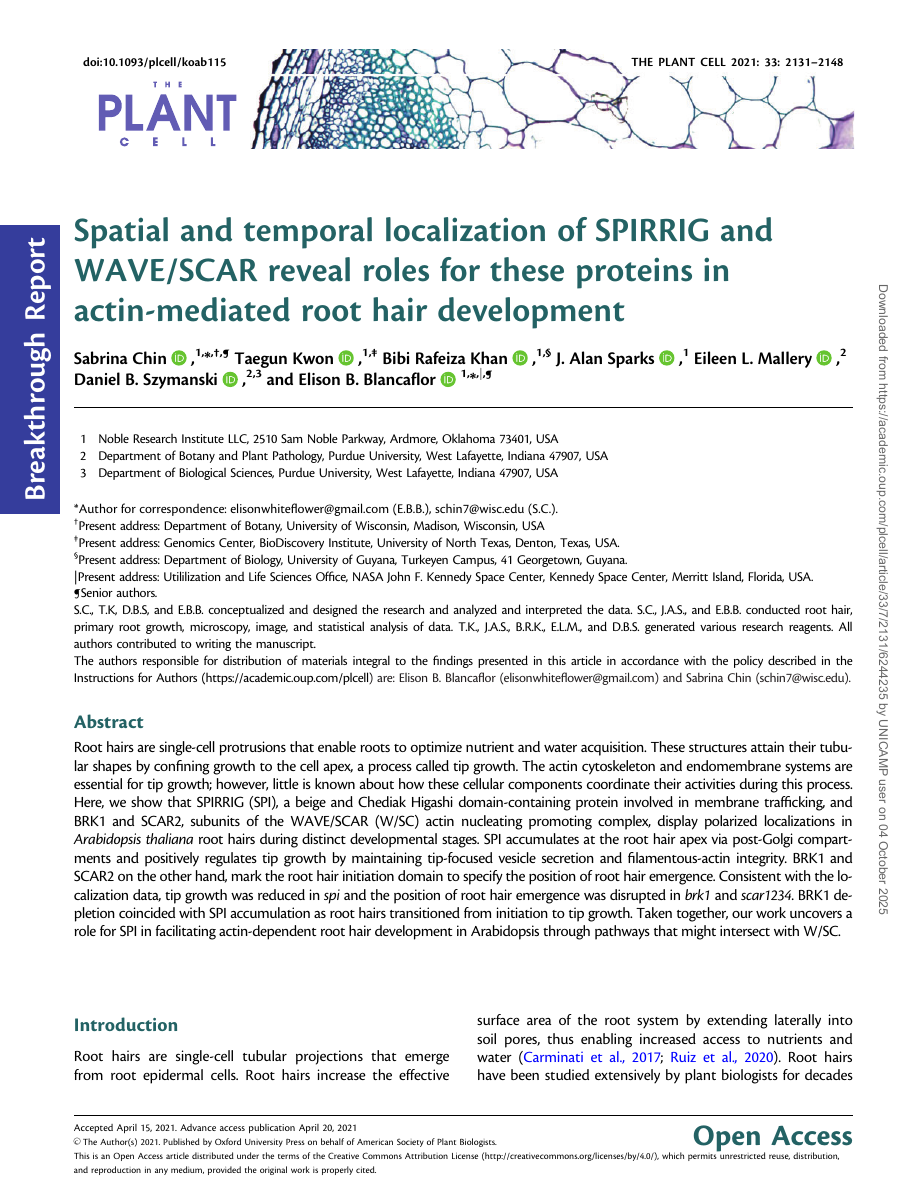 doi:10.1093/plcell/koab115
THE PLANT CELL 2021: 33: 2131–2148
THE
PLANT
CELL
Breakthrough Report
Spatial and temporal localization of SPIRRIG and
WAVE/SCAR reveal roles for these proteins in
actin-mediated root hair development
Sabrina Chin iD ,1,*,†,¶ Taegun Kwon iD ,1,‡ Bibi Rafeiza Khan iD ,1,§ J. Alan Sparks iD ,1 Eileen L. Mallery iD ,2
Daniel B. Szymanski iD ,2,3 and Elison B. Blancaflor iD 1,*,|,¶
1 Noble Research Institute LLC, 2510 Sam Noble Parkway, Ardmore, Oklahoma 73401, USA
2 Department of Botany and Plant Pathology, Purdue University, West Lafayette, Indiana 47907, USA
3 Department of Biological Sciences, Purdue University, West Lafayette, Indiana 47907, USA
*Author for correspondence: elisonwhiteflower@gmail.com (E.B.B.), schin7@wisc.edu (S.C.).
†Present address: Department of Botany, University of Wisconsin, Madison, Wisconsin, USA
†Present address: Genomics Center, BioDiscovery Institute, University of North Texas, Denton, Texas, USA.
§Present address: Department of Biology, University of Guyana, Turkeyen Campus, 41 Georgetown, Guyana.
|Present address: Utililization and Life Sciences Office, NASA John F. Kennedy Space Center, Kennedy Space Center, Merritt Island, Florida, USA.
¶Senior authors.
S.C., T.K, D.B.S, and E.B.B. conceptualized and designed the research and analyzed and interpreted the data. S.C., J.A.S., and E.B.B. conducted root hair,
primary root growth, microscopy, image, and statistical analysis of data. T.K., J.A.S., B.R.K., E.L.M., and D.B.S. generated various research reagents. All
authors contributed to writing the manuscript.
The authors responsible for distribution of materials integral to the findings presented in this article in accordance with the policy described in the
Instructions for Authors (https://academic.oup.com/plcell) are: Elison B. Blancaflor (elisonwhiteflower@gmail.com) and Sabrina Chin (schin7@wisc.edu).
Abstract
Root hairs are single-cell protrusions that enable roots to optimize nutrient and water acquisition. These structures attain their tubu-
lar shapes by confining growth to the cell apex, a process called tip growth. The actin cytoskeleton and endomembrane systems are
essential for tip growth; however, little is known about how these cellular components coordinate their activities during this process.
Here, we show that SPIRRIG (SPI), a beige and Chediak Higashi domain-containing protein involved in membrane trafficking, and
BRK1 and SCAR2, subunits of the WAVE/SCAR (W/SC) actin nucleating promoting complex, display polarized localizations in
Arabidopsis thaliana root hairs during distinct developmental stages. SPI accumulates at the root hair apex via post-Golgi compart-
ments and positively regulates tip growth by maintaining tip-focused vesicle secretion and filamentous-actin integrity. BRK1 and
SCAR2 on the other hand, mark the root hair initiation domain to specify the position of root hair emergence. Consistent with the lo-
calization data, tip growth was reduced in spi and the position of root hair emergence was disrupted in brk1 and scar1234. BRK1 de-
pletion coincided with SPI accumulation as root hairs transitioned from initiation to tip growth. Taken together, our work uncovers a
role for SPI in facilitating actin-dependent root hair development in Arabidopsis through pathways that might intersect with W/SC.
Introduction
Root hairs are single-cell tubular projections that emerge
from root epidermal cells. Root hairs increase the effective
surface area of the root system by extending laterally into
soil pores, thus enabling increased access to nutrients and
water (Carminati et al., 2017; Ruiz et al., 2020). Root hairs
have been studied extensively by plant biologists for decades
Accepted April 15, 2021. Advance access publication April 20, 2021
© The Author(s) 2021. Published by Oxford University Press on behalf of American Society of Plant Biologists.
Open Access
This is an Open Access article distributed under the terms of the Creative Commons Attribution License (http://creativecommons.org/licenses/by/4.0/), which permits unrestricted reuse, distribution,
and reproduction in any medium, provided the original work is properly cited.
Downloaded from https://academic.oup.com/plcell/article/33/7/2131/6244235 by UNICAMP user on 04 October 2025